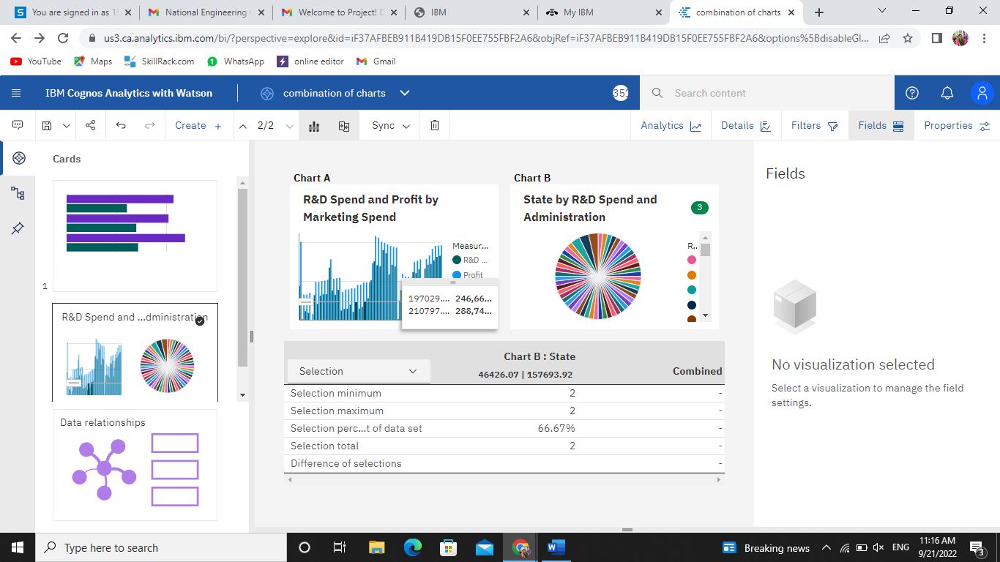 You are signed in as 19
National Engineering C
Welcome to Project! D
IBM
My IBM
combination of charts
us3.ca.analytics.ibm.com/bi/?perspective=explore&id=iF37AFBEB911B419DB15F0EE755FBF2A6&objRef=iF37AFBEB911B419DB15F0EE755FBF2A6&options%5BdisableGl...
YouTube
Maps
SkillRack.com
WhatsApp
online editor
Gmail
IBM Cognos Analytics with Watson
combination of charts
351
Search content
Create +
2/2
Sync
Analytics
Details
Filters
Fields
Properties
Cards
1
R&D Spend and ...dministration
Data relationships
Chart A
R&D Spend and Profit by
Marketing Spend
Measur...
R&D ...
Profit
197029.... 246,66...
210797.... 288,74...
Chart B
State by R&D Spend and
Administration
3
R..
Selection
Chart B : State
46426.07 | 157693.92
Combined
Selection minimum 2 -
Selection maximum 2 -
Selection perc...t of data set 66.67% -
Selection total 2 -
Difference of selections -
Fields
No visualization selected
Select a visualization to manage the field
settings.
Type here to search
Breaking news
ENG
11:16 AM
9/21/2022
3